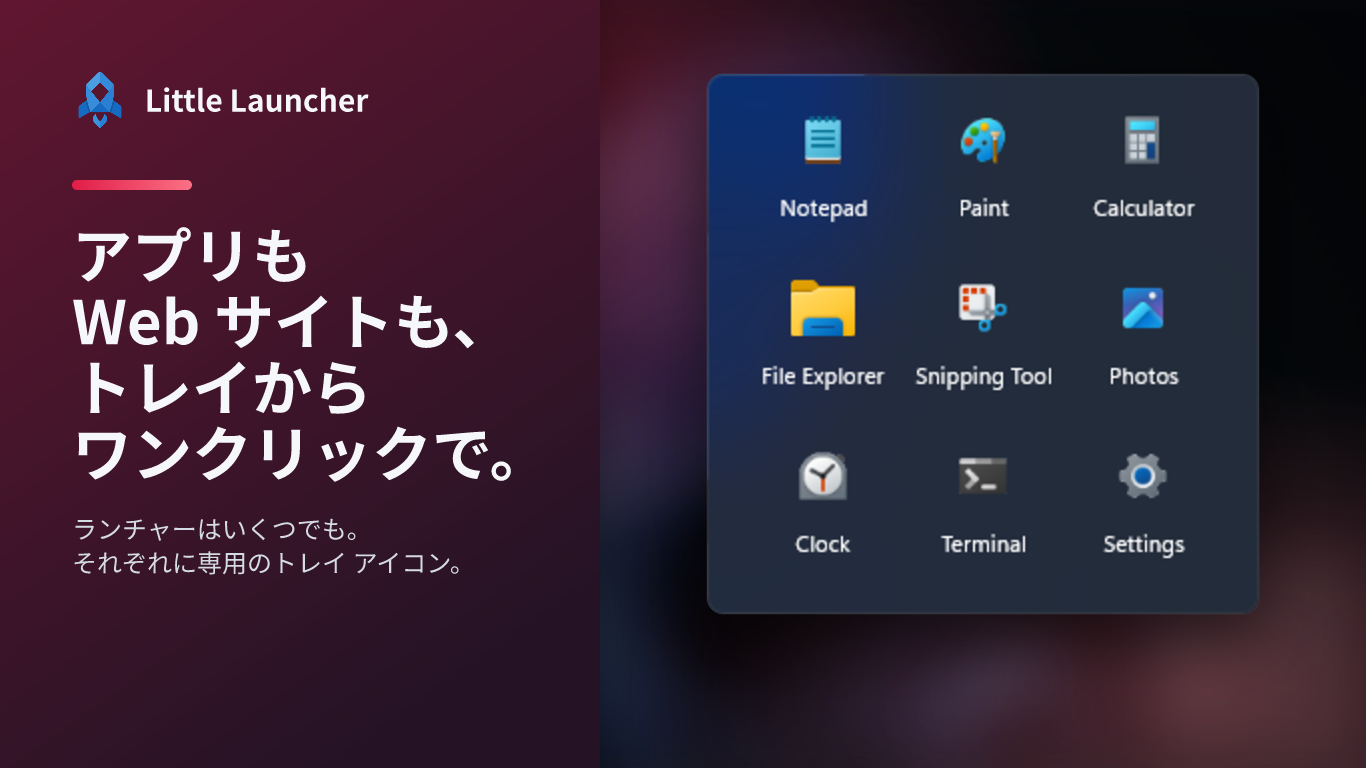 Little Launcher
アプリも
Web サイトも、
トレイから
ワンクリックで。
ランチャーはいくつでも。
それぞれに専用のトレイ アイコン。
Notepad
Paint
Calculator
File Explorer
Snipping Tool
Photos
Clock
Terminal
Settings